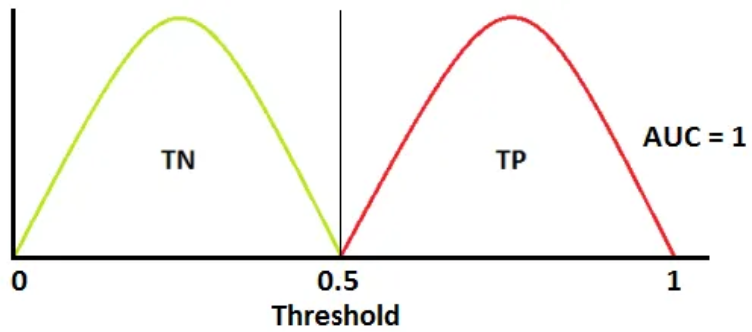 TN
TP
AUC = 1
0
0.5
1
Threshold